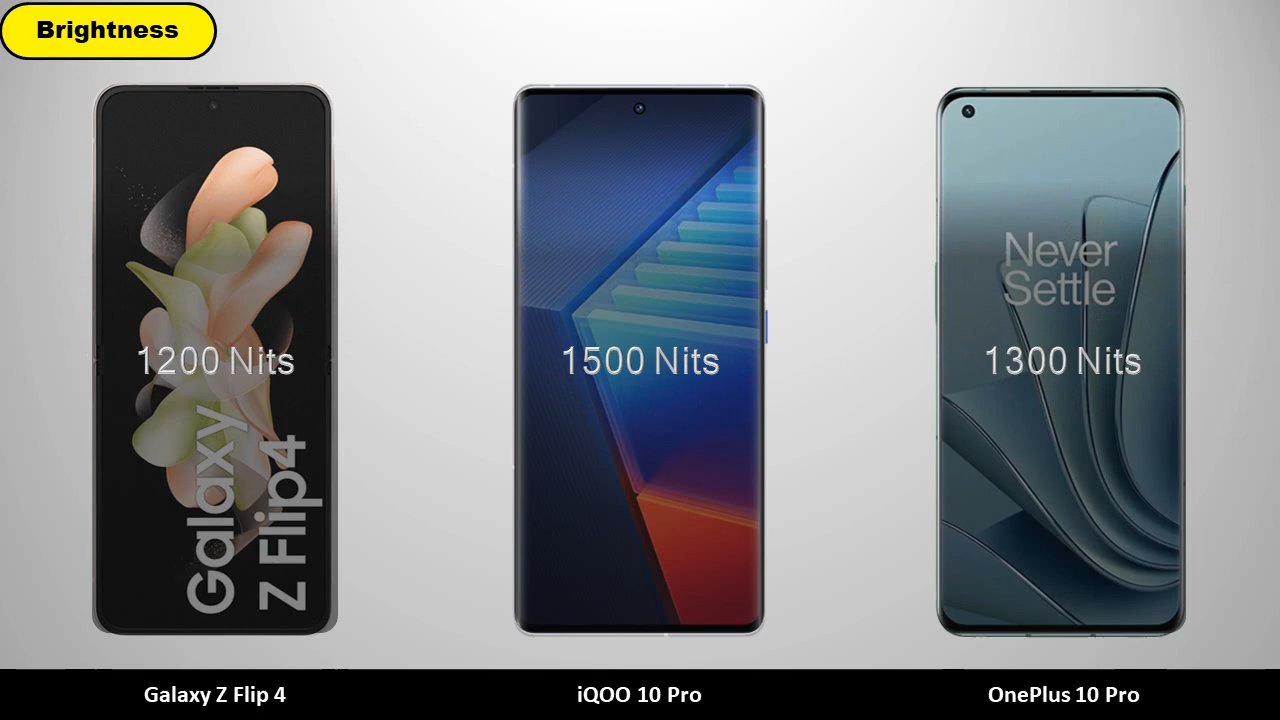 Brightness
Never
Settle
1200 Nits
1500 Nits
1300 Nits
Galaxy
Z Flip4
Galaxy Z Flip 4
iQOO 10 Pro
OnePlus 10 Pro